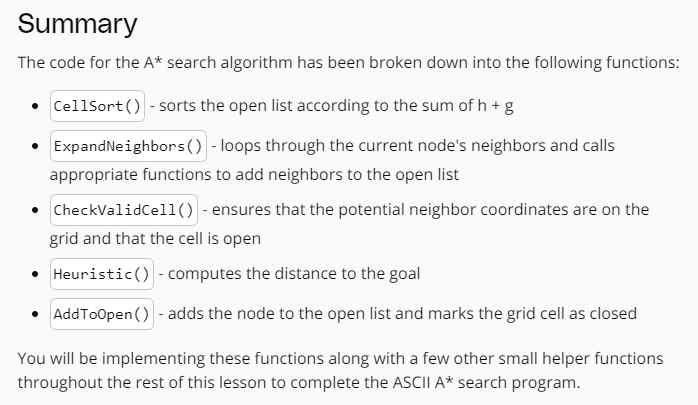 Summary
The code for the A* search algorithm has been broken down into the following functions:
• CellSort() - sorts the open list according to the sum of h + g
• ExpandNeighbors() - loops through the current node's neighbors and calls
appropriate functions to add neighbors to the open list
• CheckValidCell() - ensures that the potential neighbor coordinates are on the
grid and that the cell is open
• Heuristic() - computes the distance to the goal
• AddToOpen() - adds the node to the open list and marks the grid cell as closed
You will be implementing these functions along with a few other small helper functions
throughout the rest of this lesson to complete the ASCII A* search program.